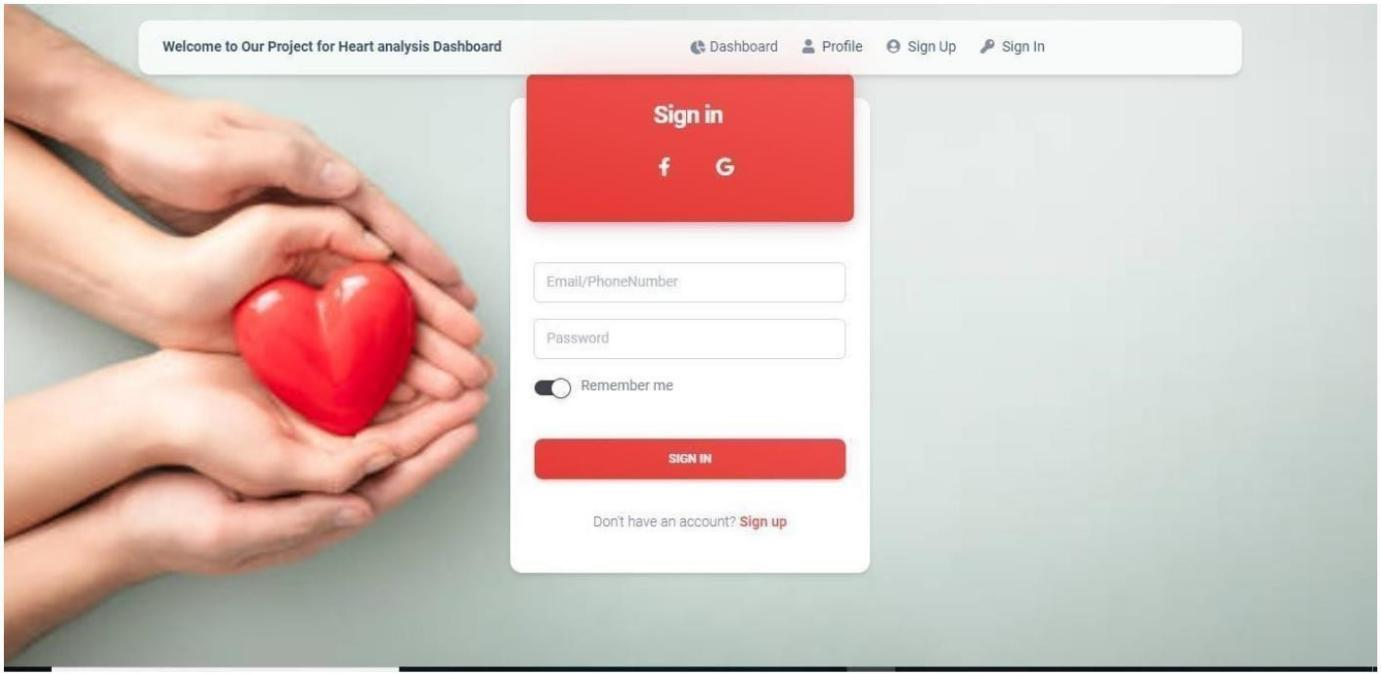 Welcome to Our Project for Heart analysis Dashboard Dashboard Profile Sign Up Sign In
Sign in
f G
Email/PhoneNumber
Password
Remember me
SIGN IN
Don't have an account? Sign up